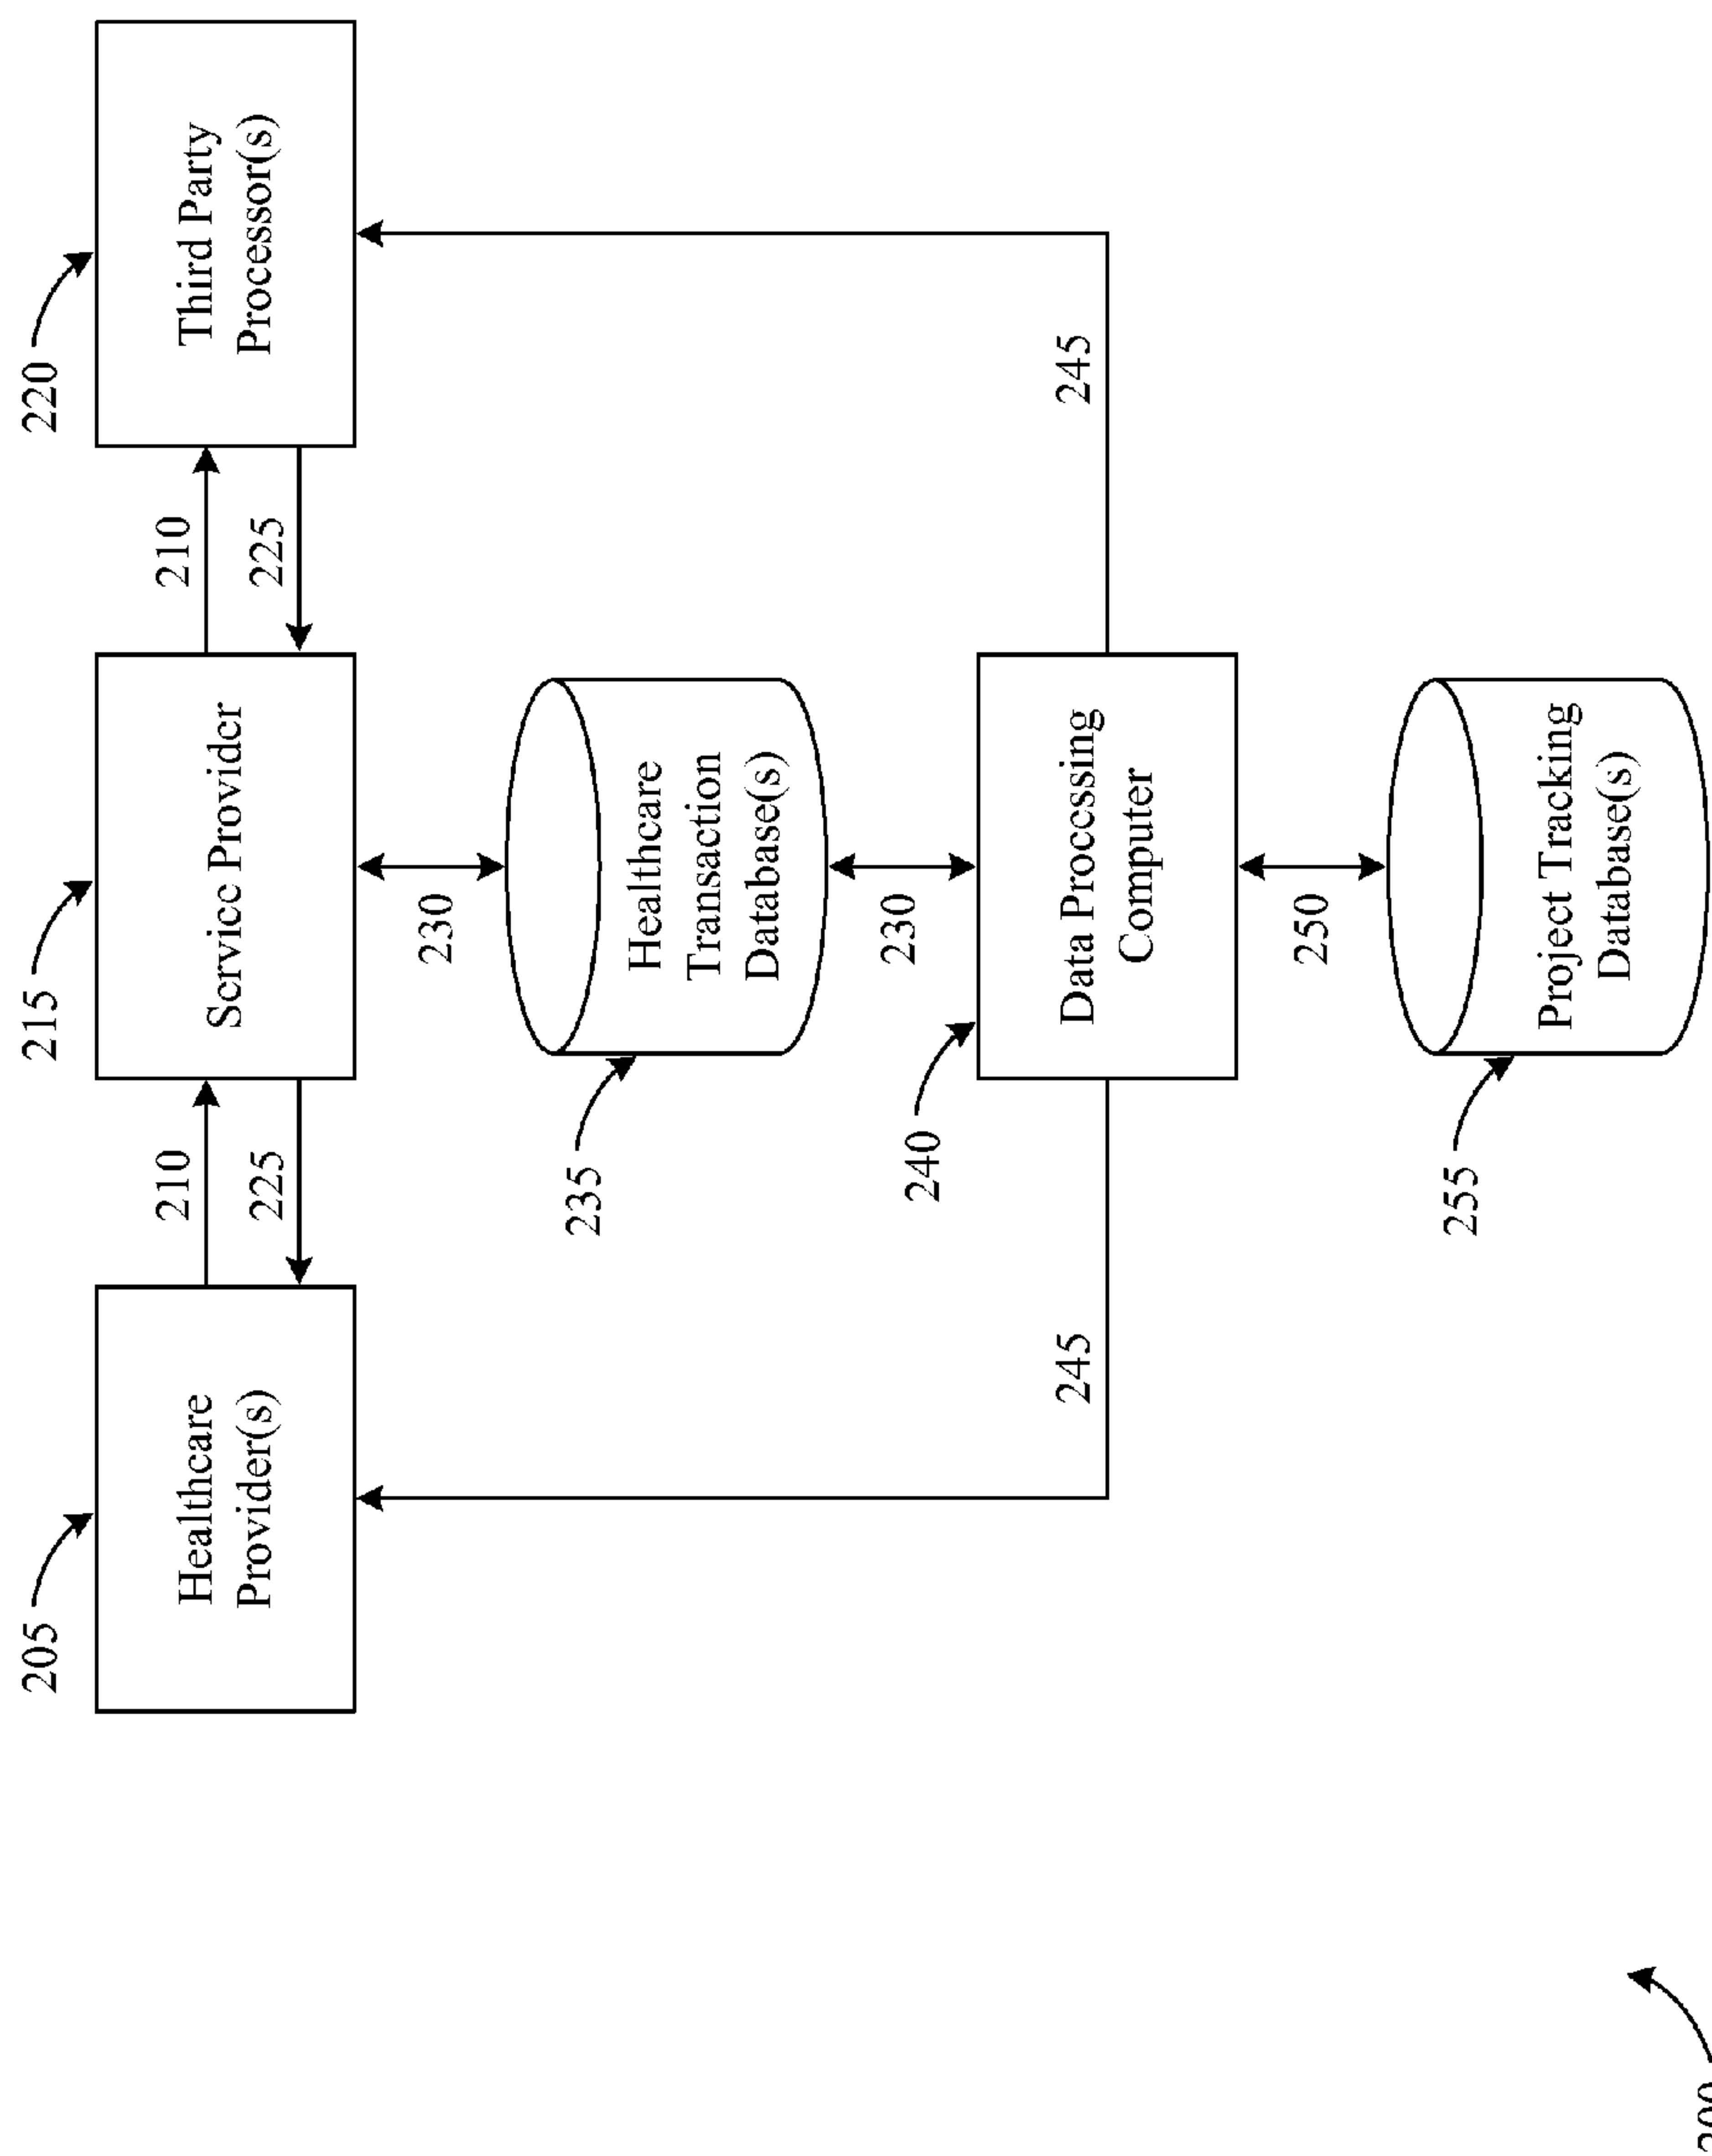 205
215
220
Healthcare
Provider(s)
210
225
Service Provider
210
225
Third Party
Processor(s)
230
235
Healthcare
Transaction
Database(s)
230
240
245
Data Processing
Computer
245
250
255
Project Tracking
Database(s)
200